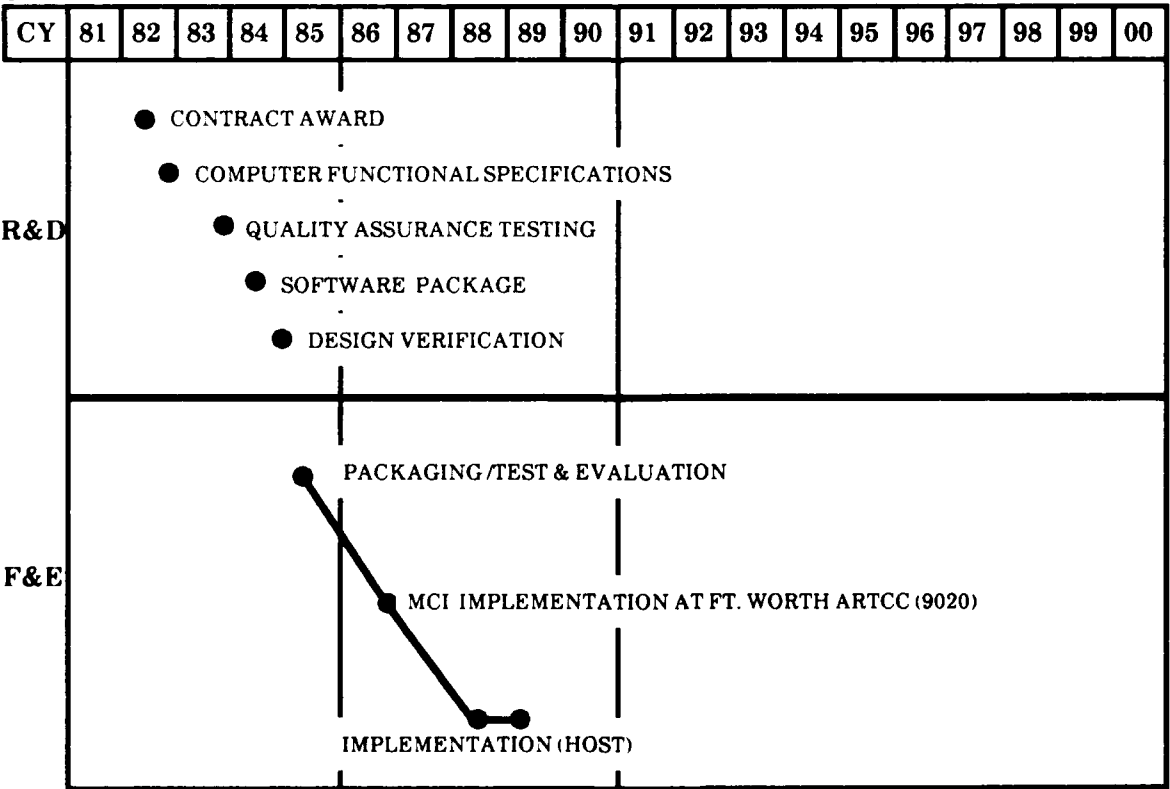 CY 81 82 83 84 85 86 87 88 89 90 91 92 93 94 95 96 97 98 99 00
CONTRACT AWARD
COMPUTER FUNCTIONAL SPECIFICATIONS
R&D
QUALITY ASSURANCE TESTING
SOFTWARE PACKAGE
DESIGN VERIFICATION
PACKAGING/TEST & EVALUATION
F&E
MCI IMPLEMENTATION AT FT. WORTH ARTCC (9020)
IMPLEMENTATION (HOST)